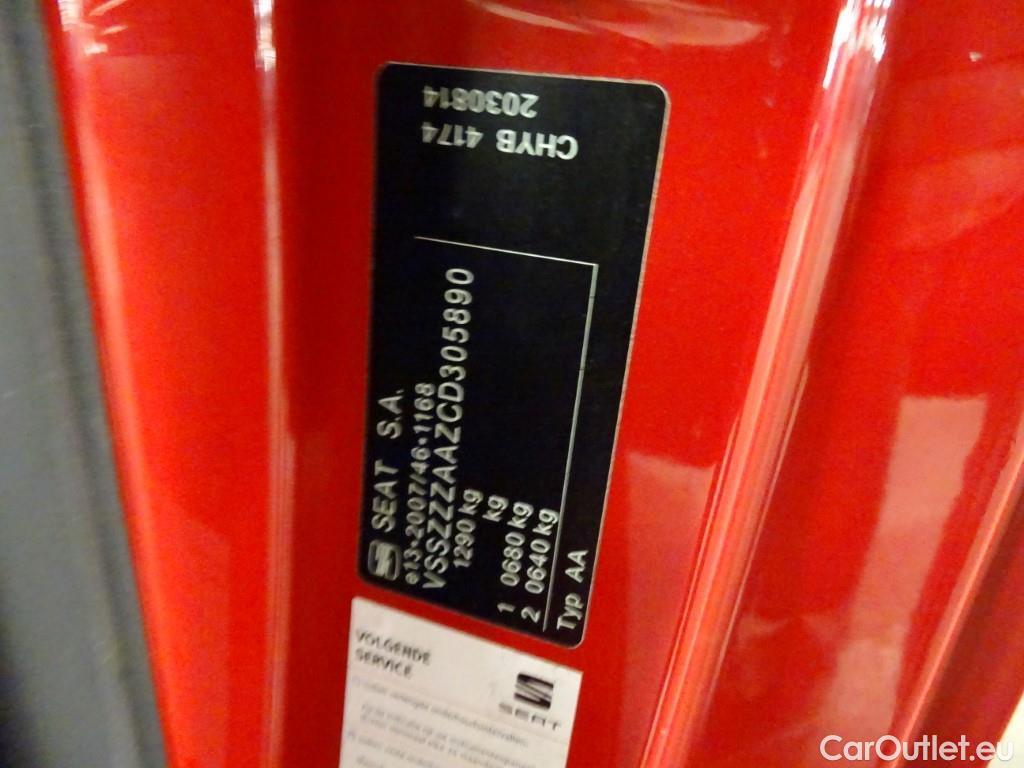 SEAT S.A.
e13*2007/46*1168
VSSZZZAAZCD305890
1290 kg
kg
1 0680 kg
2 0640 kg
Typ AA
CHYB 4174
2030814
VOLGENDE
SERVICE
SEAT
CarOutlet.eu